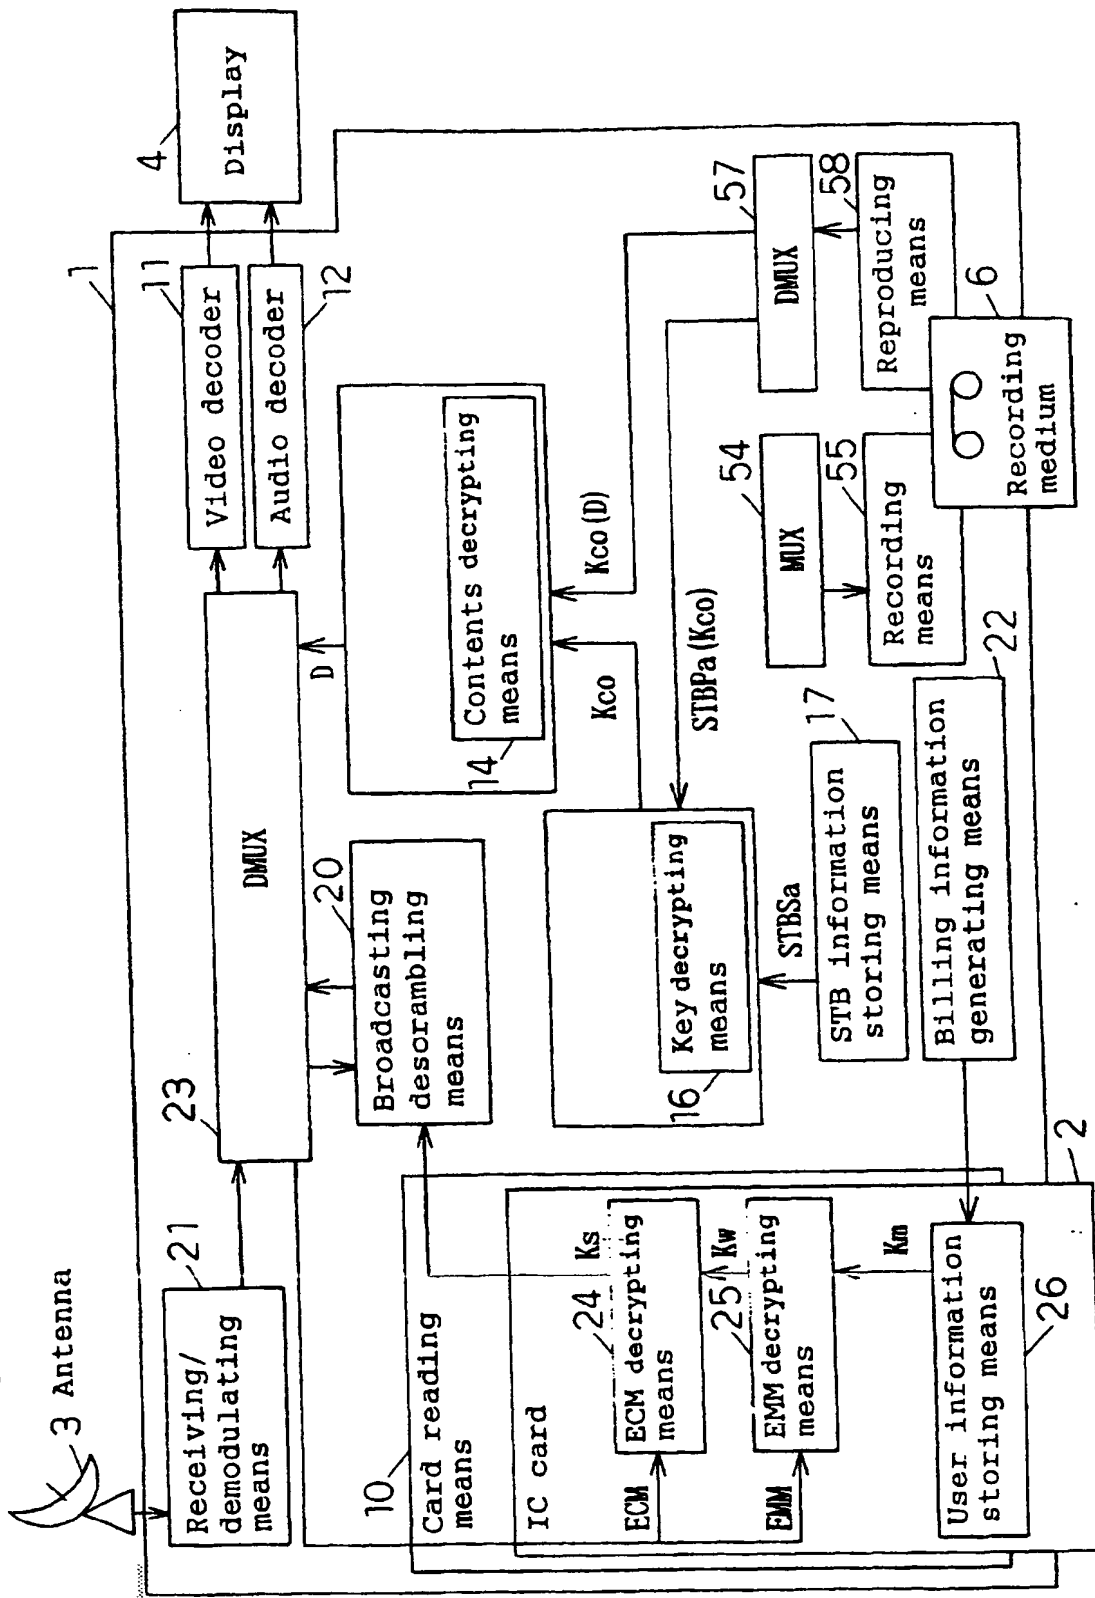 3 Antenna
Receiving/
demodulating
means
21
23
DMUX
1
11
Video decoder
Audio decoder
12
4
Display
Broadcasting
desorambling
means
20
D
Contents decrypting
means
14
10
Card reading
means
IC card
ECM
ECM decrypting
means
24
Ks
Kw
EMM
EMM decrypting
means
25
Km
User information
storing means
26
2
Key decrypting
means
16
Kco
Kco(D)
STBPa(Kco)
STBSa
STB information
storing means
17
Billing information
generating means
22
MUX
54
Recording
means
55
DMUX
57
Reproducing
means
58
Recording
medium
6